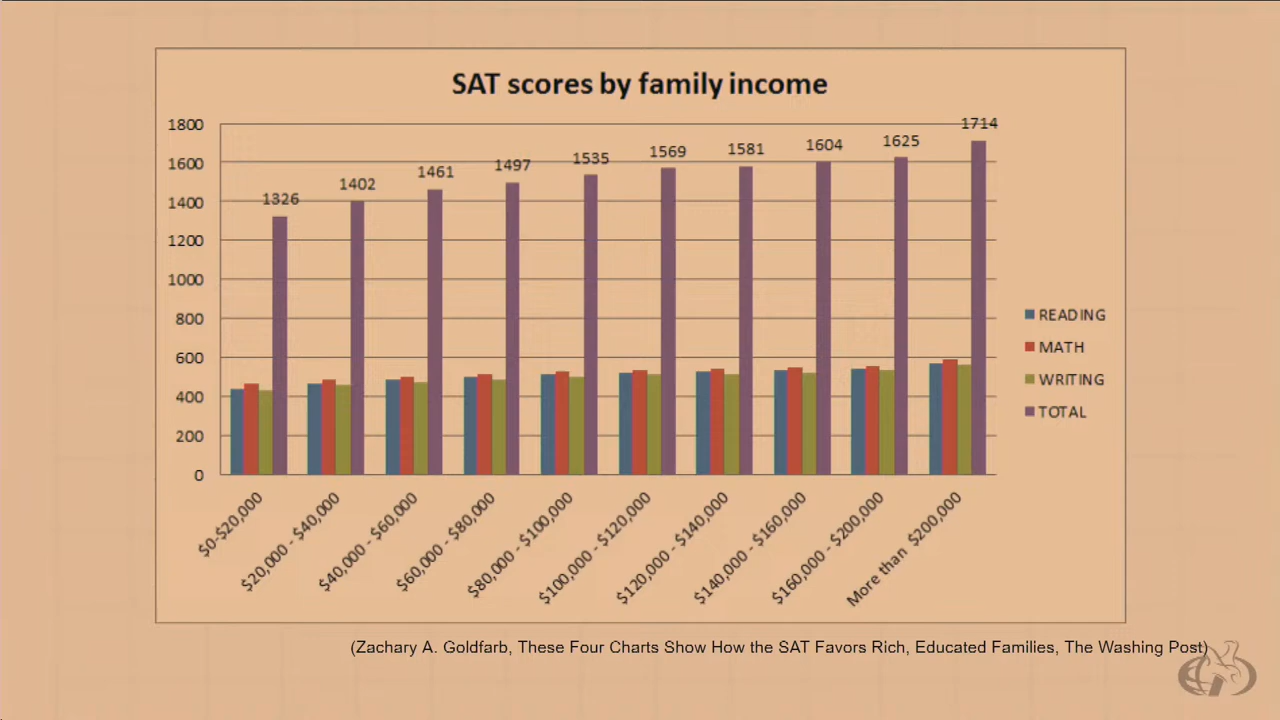 SAT scores by family income
1800
1600
1400
1200
1000
800
600
400
200
0
1326
1402
1461
1497
1535
1569
1581
1604
1625
1714
READING
MATH
WRITING
TOTAL
$0-$20,000
$20,000 - $40,000
$40,000 - $60,000
$60,000 - $80,000
$80,000 - $100,000
$100,000 - $120,000
$120,000 - $140,000
$140,000 - $160,000
$160,000 - $200,000
More than $200,000
(Zachary A. Goldfarb, These Four Charts Show How the SAT Favors Rich, Educated Families, The Washing Post)